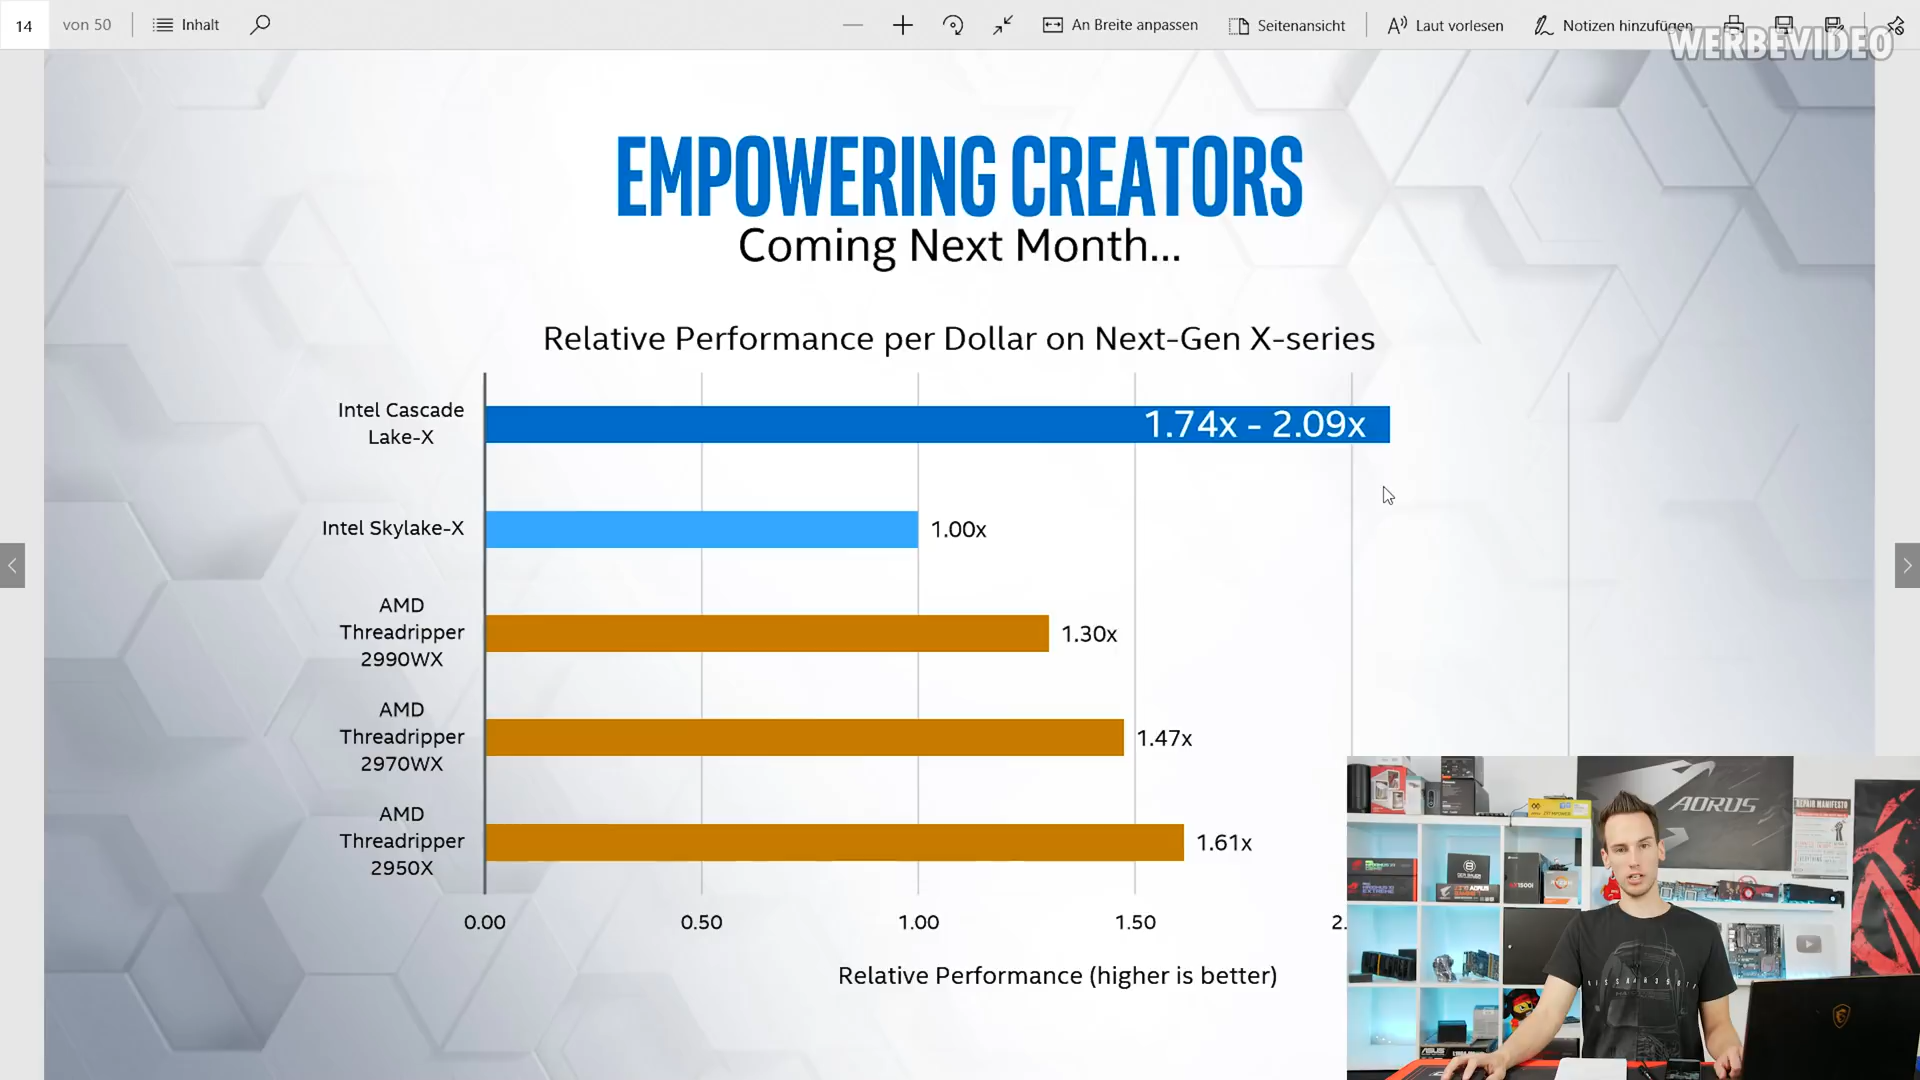 14 von 50 Inhalt An Breite anpassen Seitenansicht Laut vorlesen Notizen hinzufügen
WERBEVIDEO
EMPOWERING CREATORS
Coming Next Month...
Relative Performance per Dollar on Next-Gen X-series
Intel Cascade
Lake-X
1.74x - 2.09x
Intel Skylake-X
1.00x
AMD
Threadripper
2990WX
1.30x
AMD
Threadripper
2970WX
1.47x
AMD
Threadripper
2950X
1.61x
0.00 0.50 1.00 1.50 2.
Relative Performance (higher is better)
AORUS
REPAIR MANIFESTO
ASUS